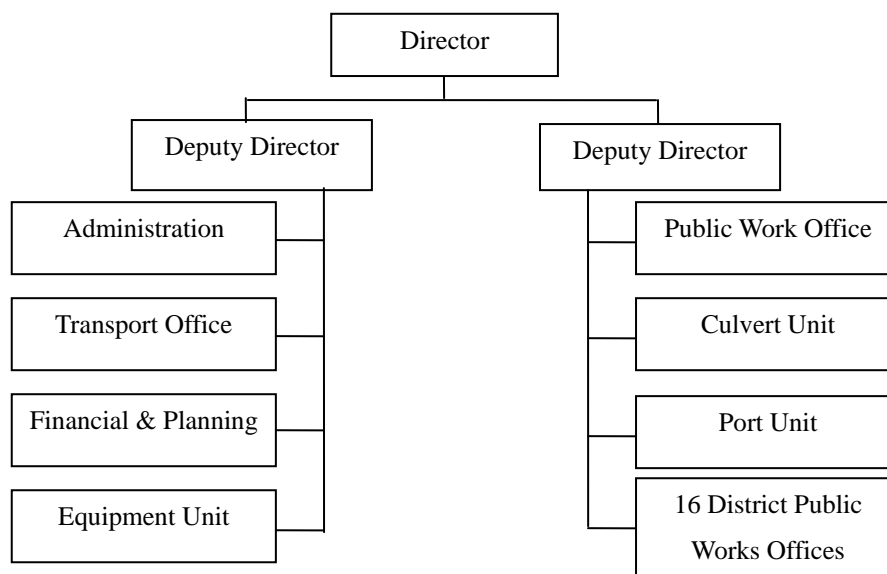 Director
Deputy Director
Deputy Director
Administration
Public Work Office
Transport Office
Culvert Unit
Financial & Planning
Port Unit
Equipment Unit
16 District Public
Works Offices